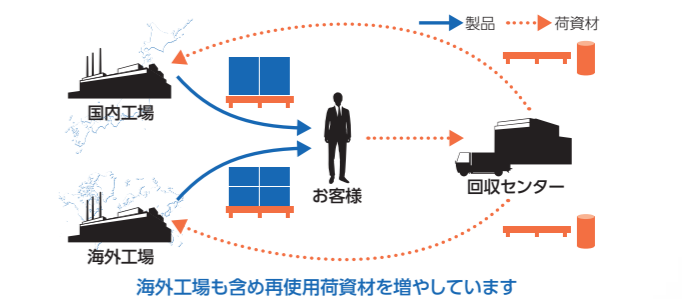 製品
荷資材
国内工場
お客様
回収センター
海外工場
海外工場も含め再使用荷資材を増やしています